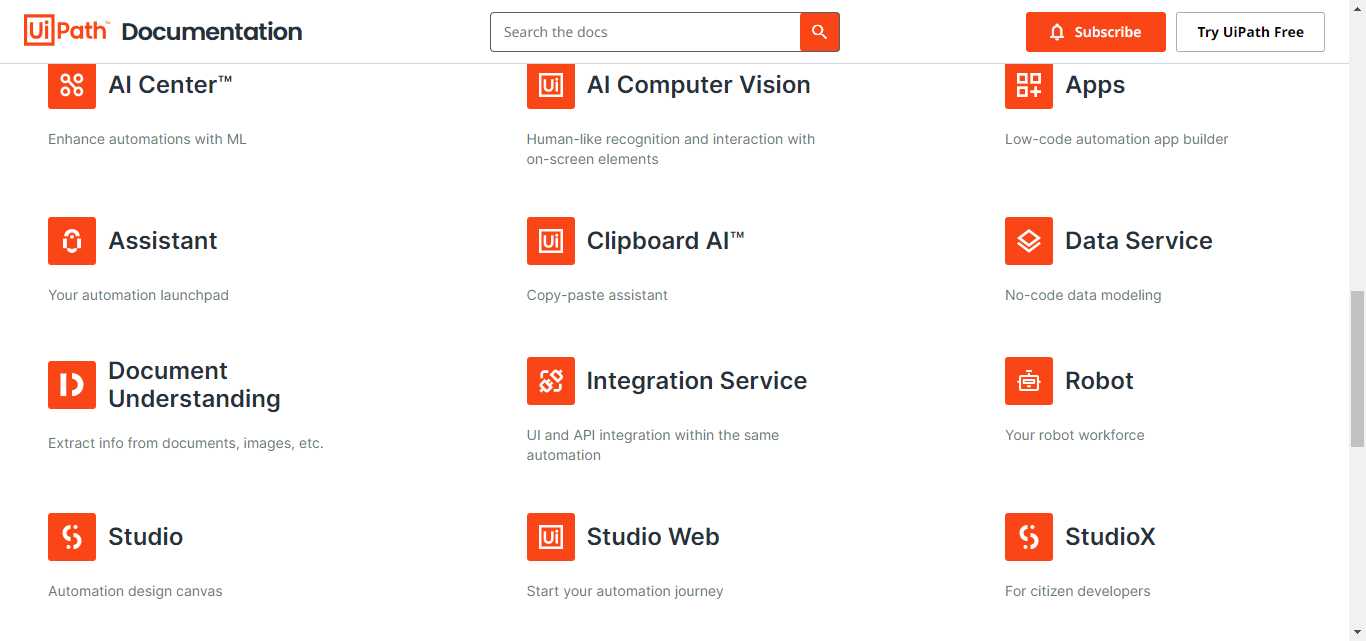 UiPath™ Documentation
Search the docs
Subscribe
Try UiPath Free
AI Center™
Enhance automations with ML
Ui
AI Computer Vision
Human-like recognition and interaction with
on-screen elements
Apps
Low-code automation app builder
Assistant
Your automation launchpad
Ui
Clipboard AI™
Copy-paste assistant
Data Service
No-code data modeling
Document
Understanding
Extract info from documents, images, etc.
Integration Service
UI and API integration within the same
automation
Robot
Your robot workforce
Studio
Automation design canvas
Ui
Studio Web
Start your automation journey
StudioX
For citizen developers